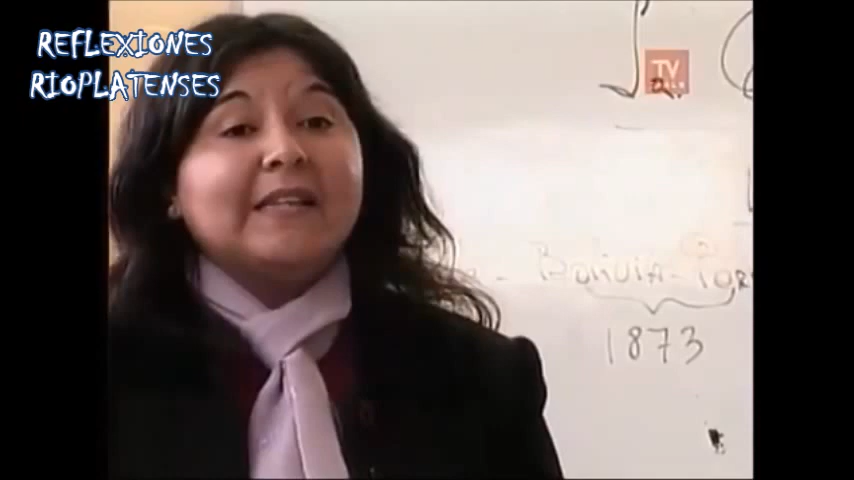 REFLEXIONES
RIOPLATENSES
TV
BOLIVIA -
1873